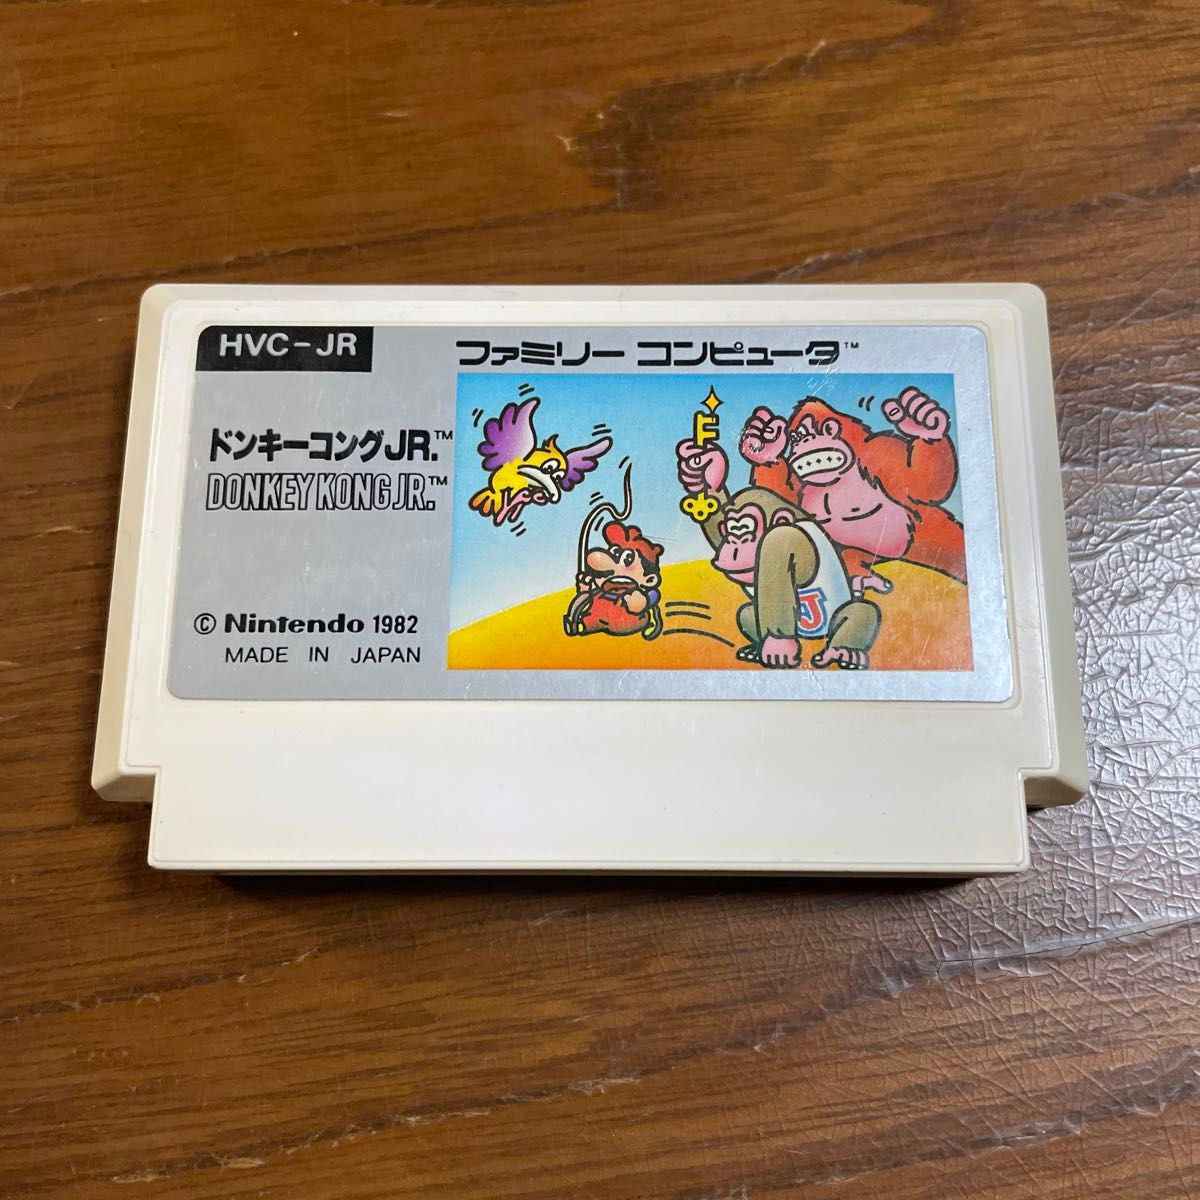 HVC-JR
ファミリー コンピュータ™
ドンキーコングJR.™
DONKEY KONG JR.™
© Nintendo 1982
MADE IN JAPAN
J